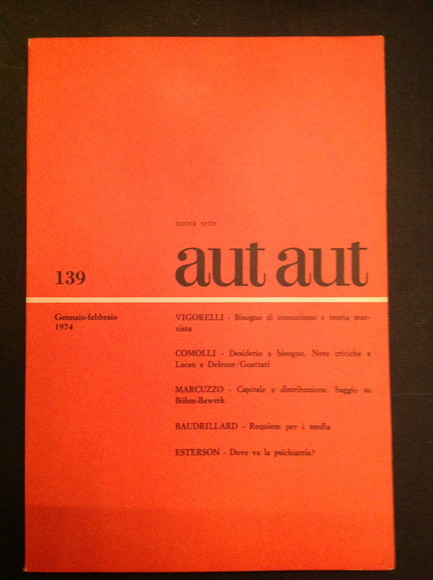 nuova serie
139
aut aut
Gennaio-febbraio
1974
VIGORELLI - Bisogno di comunismo e teoria mar-
xista
COMOLLI - Desiderio e bisogno. Note critiche a
Lacan e Deleuze/Guattari
MARCUZZO - Capitale e distribuzione. Saggio su
Böhm-Bawerk
BAUDRILLARD - Requiem per i media
ESTERSON - Dove va la psichiatria?